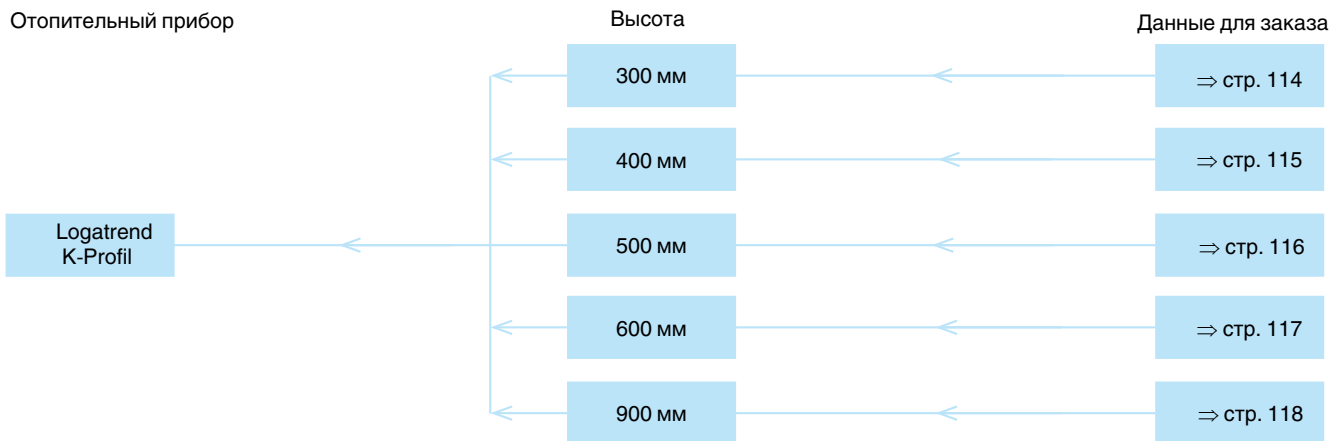 Отопительный прибор
Высота
Данные для заказа
300 мм
⇒ стр. 114
400 мм
⇒ стр. 115
Logatrend
K-Profil
500 мм
⇒ стр. 116
600 мм
⇒ стр. 117
900 мм
⇒ стр. 118